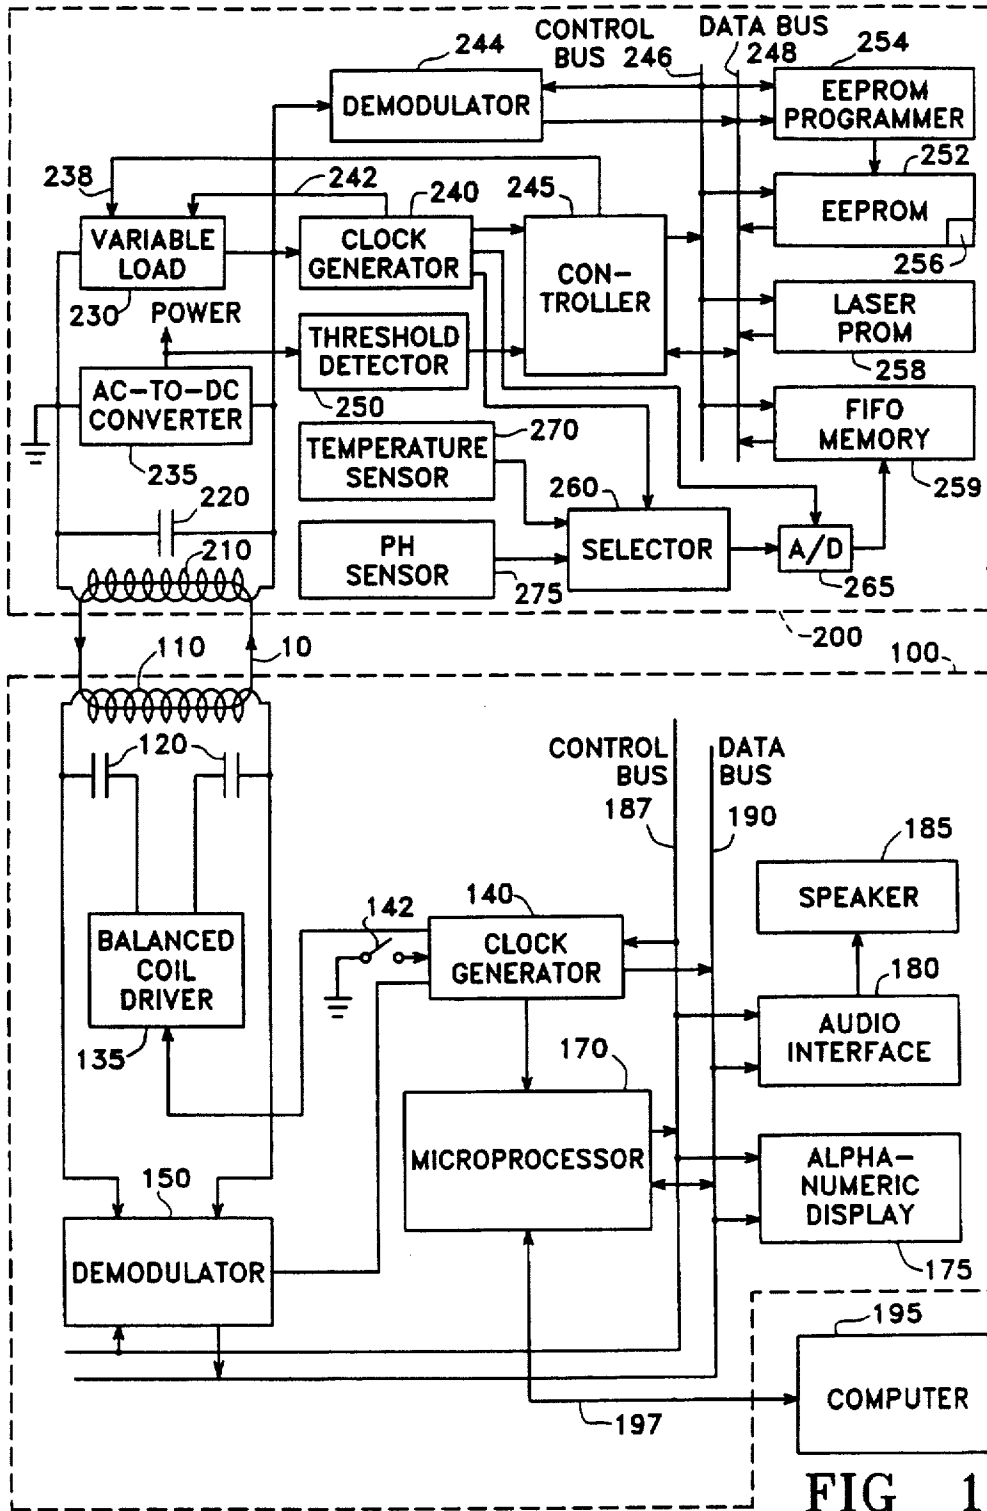 CONTROL
BUS 246
DATA BUS
248
254
244
DEMODULATOR
EEPROM
PROGRAMMER
238
242
240
245
252
VARIABLE
LOAD
CLOCK
GENERATOR
EEPROM
256
230
POWER
CON-
TROLLER
LASER
PROM
258
THRESHOLD
DETECTOR
250
AC-TO-DC
CONVERTER
235
FIFO
MEMORY
259
270
TEMPERATURE
SENSOR
220
260
SELECTOR
A/D
265
PH
SENSOR
275
210
200
100
10
110
120
CONTROL
BUS
187
DATA
BUS
190
185
SPEAKER
142
140
CLOCK
GENERATOR
BALANCED
COIL
DRIVER
135
180
AUDIO
INTERFACE
170
MICROPROCESSOR
ALPHA-
NUMERIC
DISPLAY
175
150
DEMODULATOR
195
COMPUTER
197
FIG 1